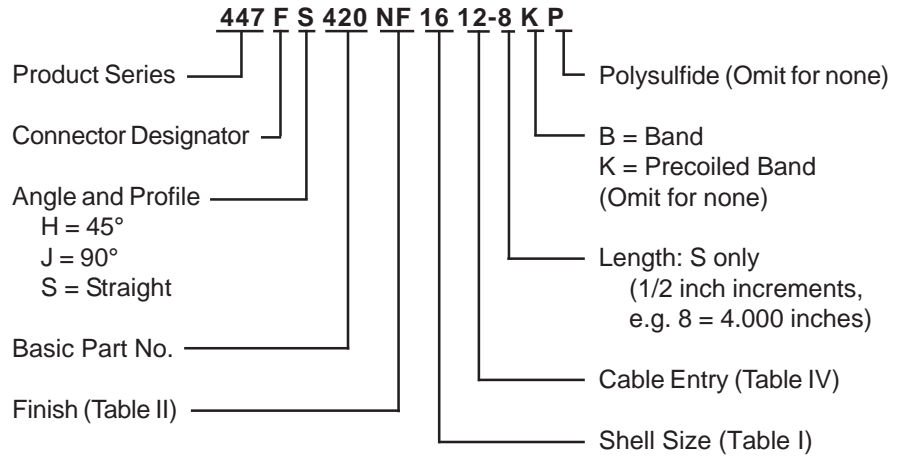 447 F S 420 NF 16 12-8 K P
Product Series
Connector Designator
Angle and Profile
H = 45°
J = 90°
S = Straight
Basic Part No.
Finish (Table II)
Polysulfide (Omit for none)
B = Band
K = Precoiled Band
(Omit for none)
Length: S only
(1/2 inch increments,
e.g. 8 = 4.000 inches)
Cable Entry (Table IV)
Shell Size (Table I)